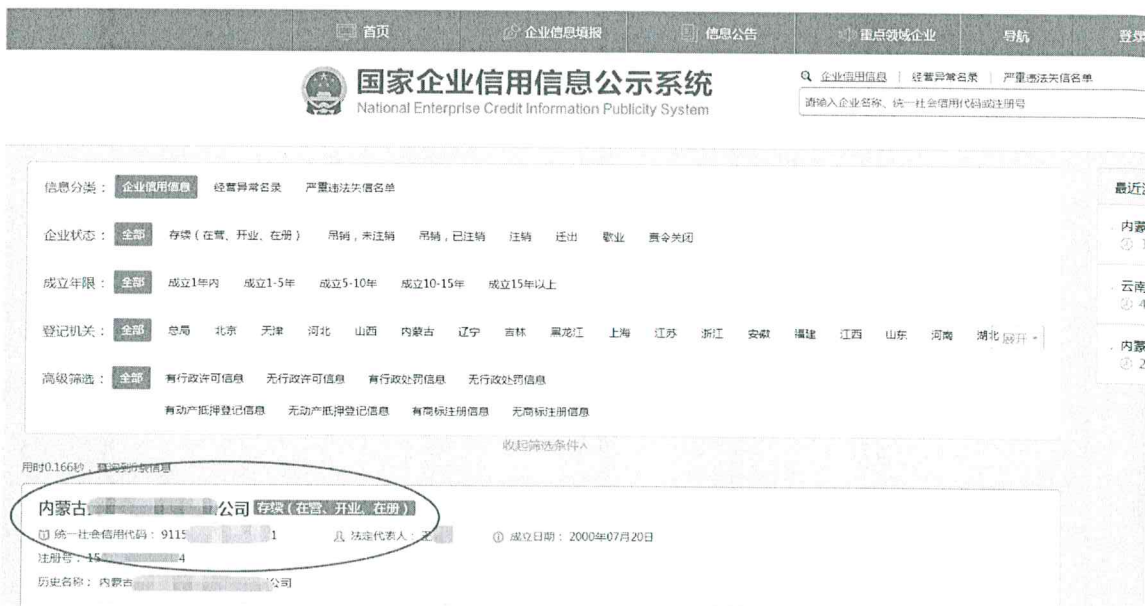 首页 企业信息填报 信息公告 重点领域企业 导航 登录
国家企业信用信息公示系统
National Enterprise Credit Information Publicity System
企业信用信息 | 经营异常名录 | 严重违法失信名单
请输入企业名称、统一社会信用代码或注册号
信息分类： 企业信用信息 经营异常名录 严重违法失信名单
最近
企业状态： 全部 存续（在营、开业、在册） 吊销，未注销 吊销，已注销 注销 迁出 歇业 责令关闭
内蒙
成立年限： 全部 成立1年内 成立1-5年 成立5-10年 成立10-15年 成立15年以上
云南
登记机关： 全部 总局 北京 天津 河北 山西 内蒙古 辽宁 吉林 黑龙江 上海 江苏 浙江 安徽 福建 江西 山东 河南 湖北 展开
内蒙
高级筛选： 全部 有行政许可信息 无行政许可信息 有行政处罚信息 无行政处罚信息
有动产抵押登记信息 无动产抵押登记信息 有商标注册信息 无商标注册信息
收起筛选条件
用时0.166秒，查询到 条信息
内蒙古 公司 存续（在营、开业、在册）
统一社会信用代码：9115 1 法定代表人： 成立日期：2000年07月20日
注册号：15 4
历史名称：内蒙古 公司